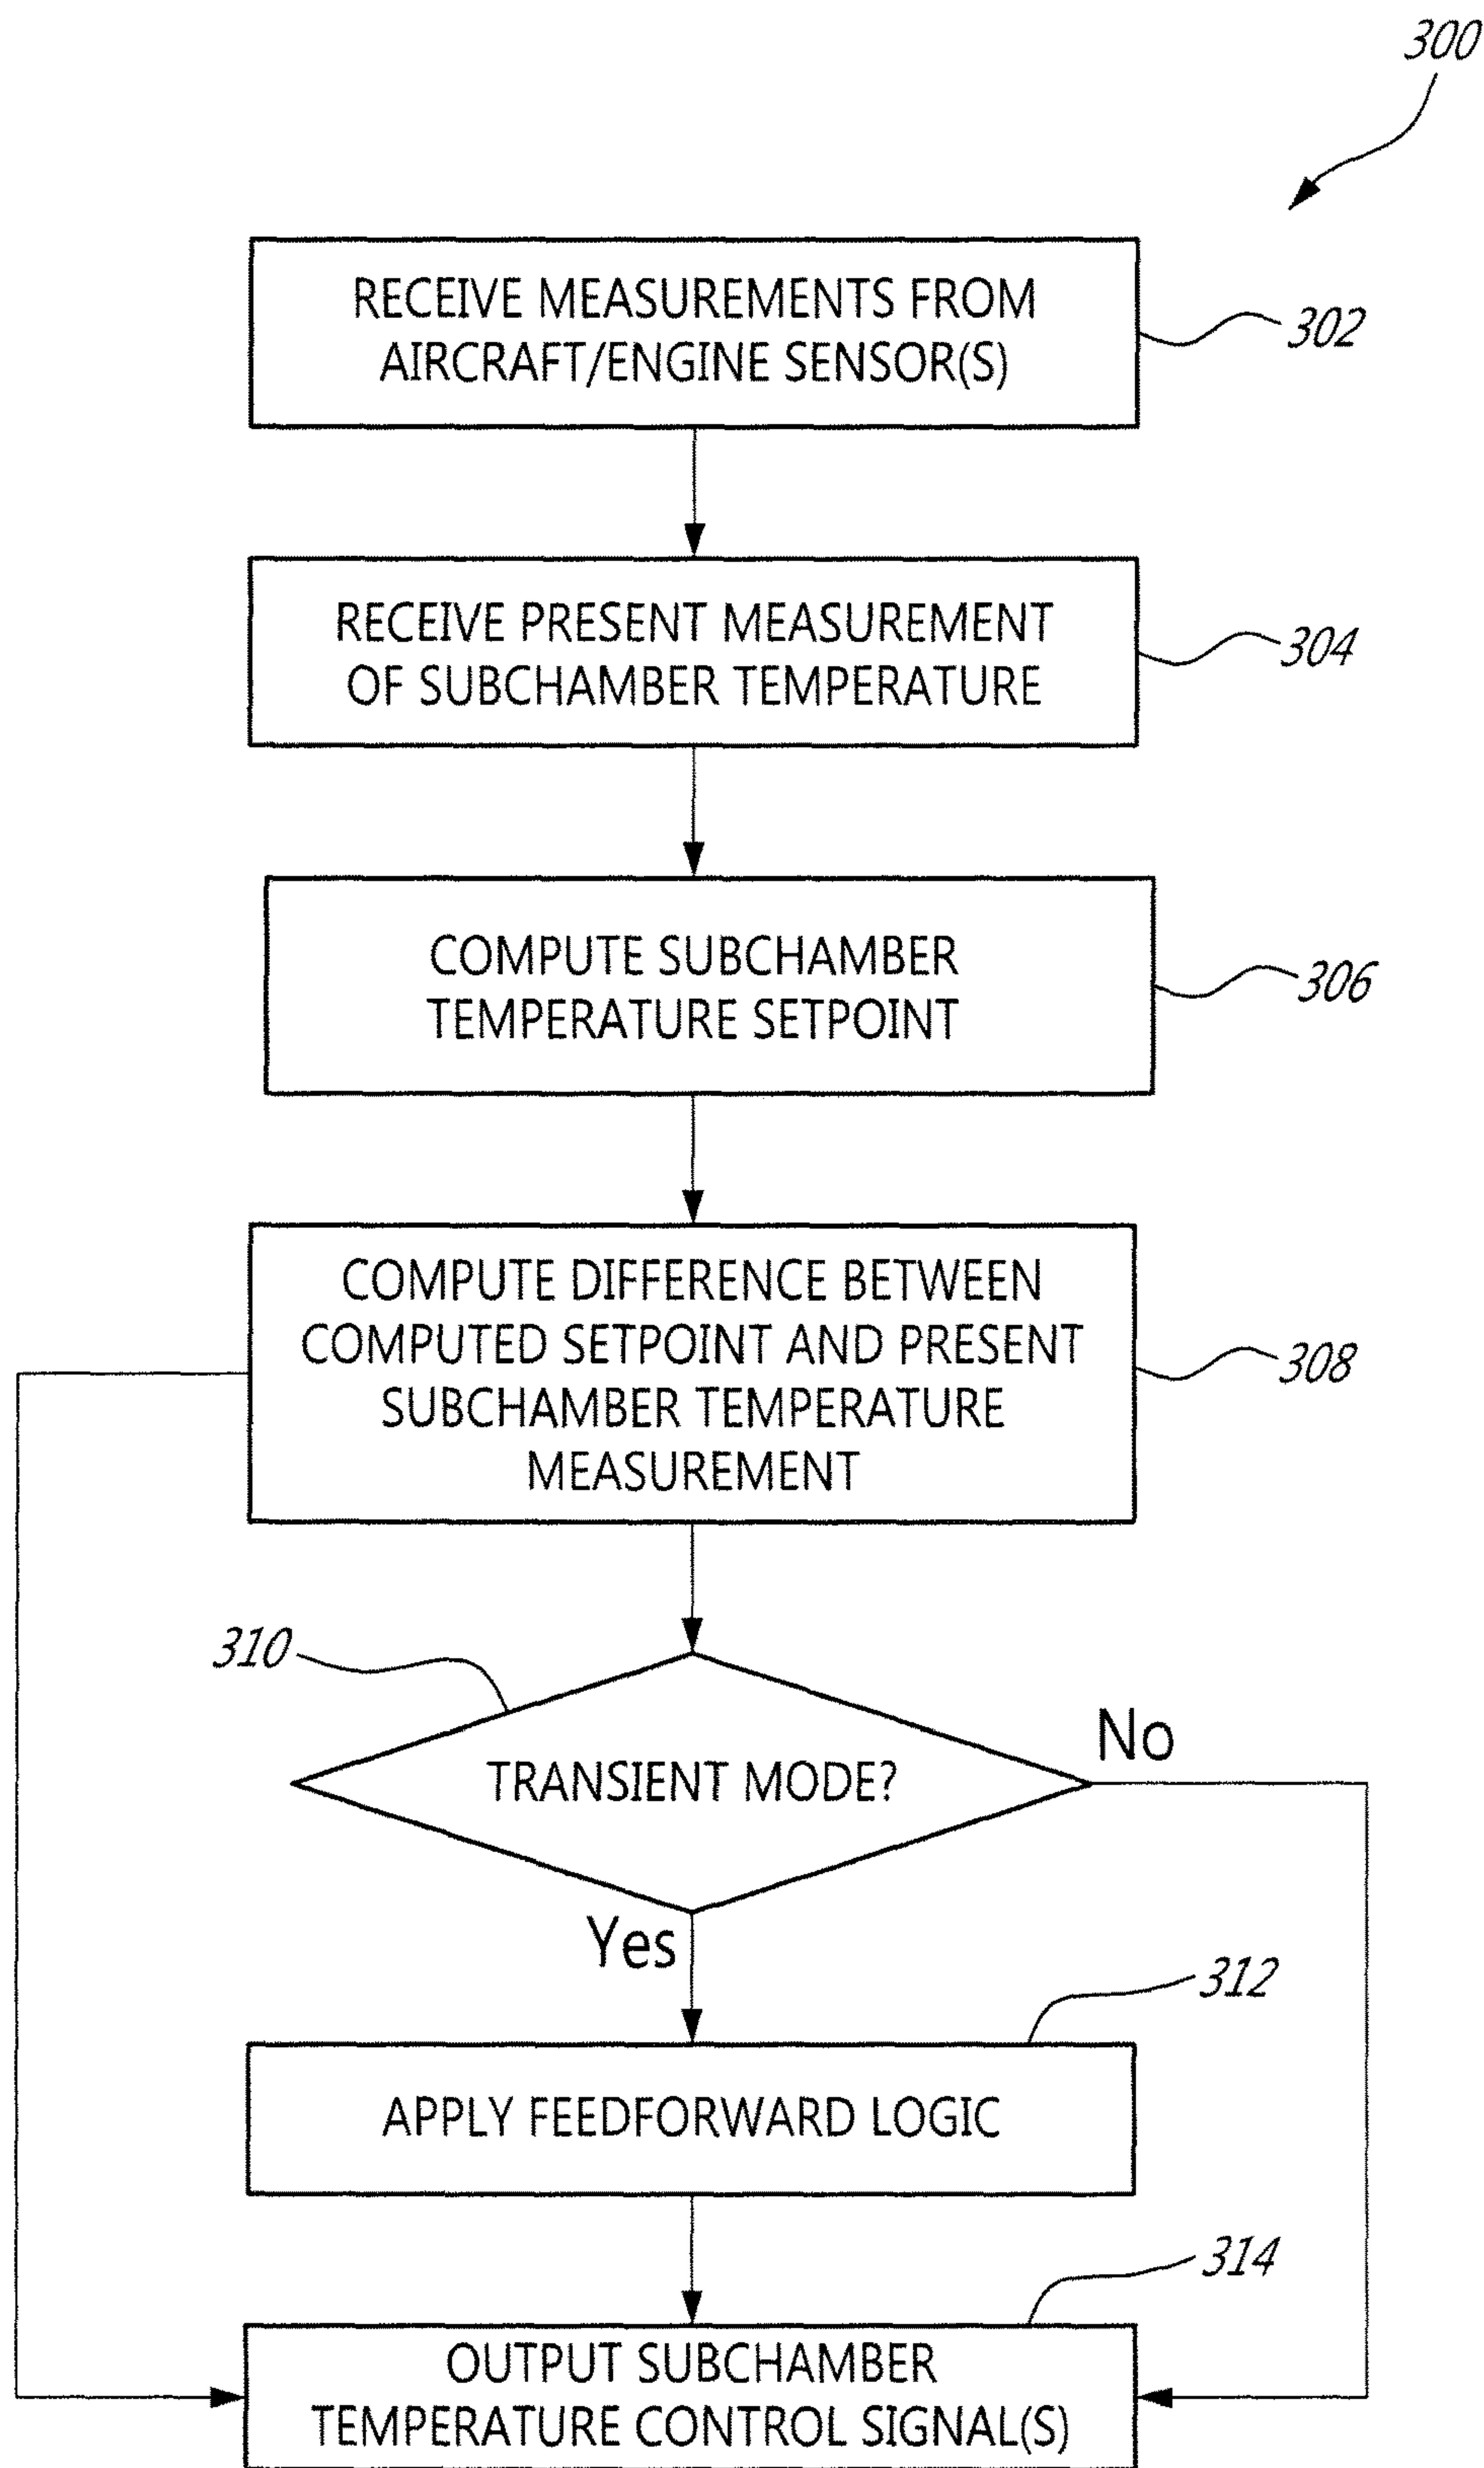 300
RECEIVE MEASUREMENTS FROM
AIRCRAFT/ENGINE SENSOR(S)
302
RECEIVE PRESENT MEASUREMENT
OF SUBCHAMBER TEMPERATURE
304
COMPUTE SUBCHAMBER
TEMPERATURE SETPOINT
306
COMPUTE DIFFERENCE BETWEEN
COMPUTED SETPOINT AND PRESENT
SUBCHAMBER TEMPERATURE
MEASUREMENT
308
310
TRANSIENT MODE?
No
Yes
312
APPLY FEEDFORWARD LOGIC
314
OUTPUT SUBCHAMBER
TEMPERATURE CONTROL SIGNAL(S)